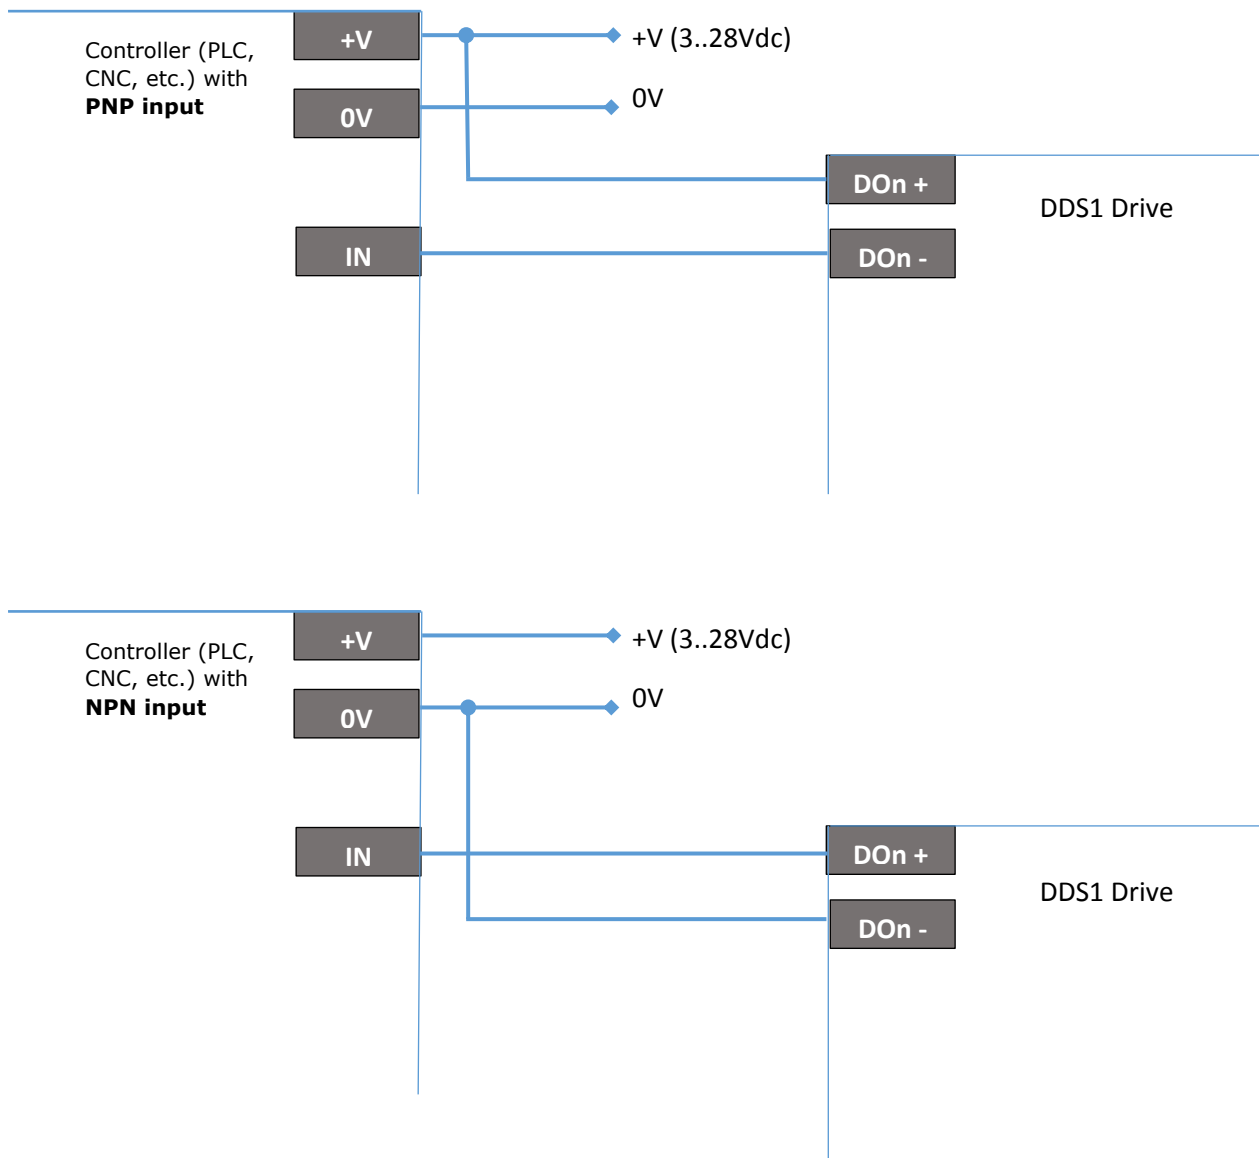 Controller (PLC,
CNC, etc.) with
PNP input
+V
+V (3..28Vdc)
0V
0V
IN
DOn +
DOn -
DDS1 Drive
Controller (PLC,
CNC, etc.) with
NPN input
+V
+V (3..28Vdc)
0V
0V
IN
DOn +
DOn -
DDS1 Drive